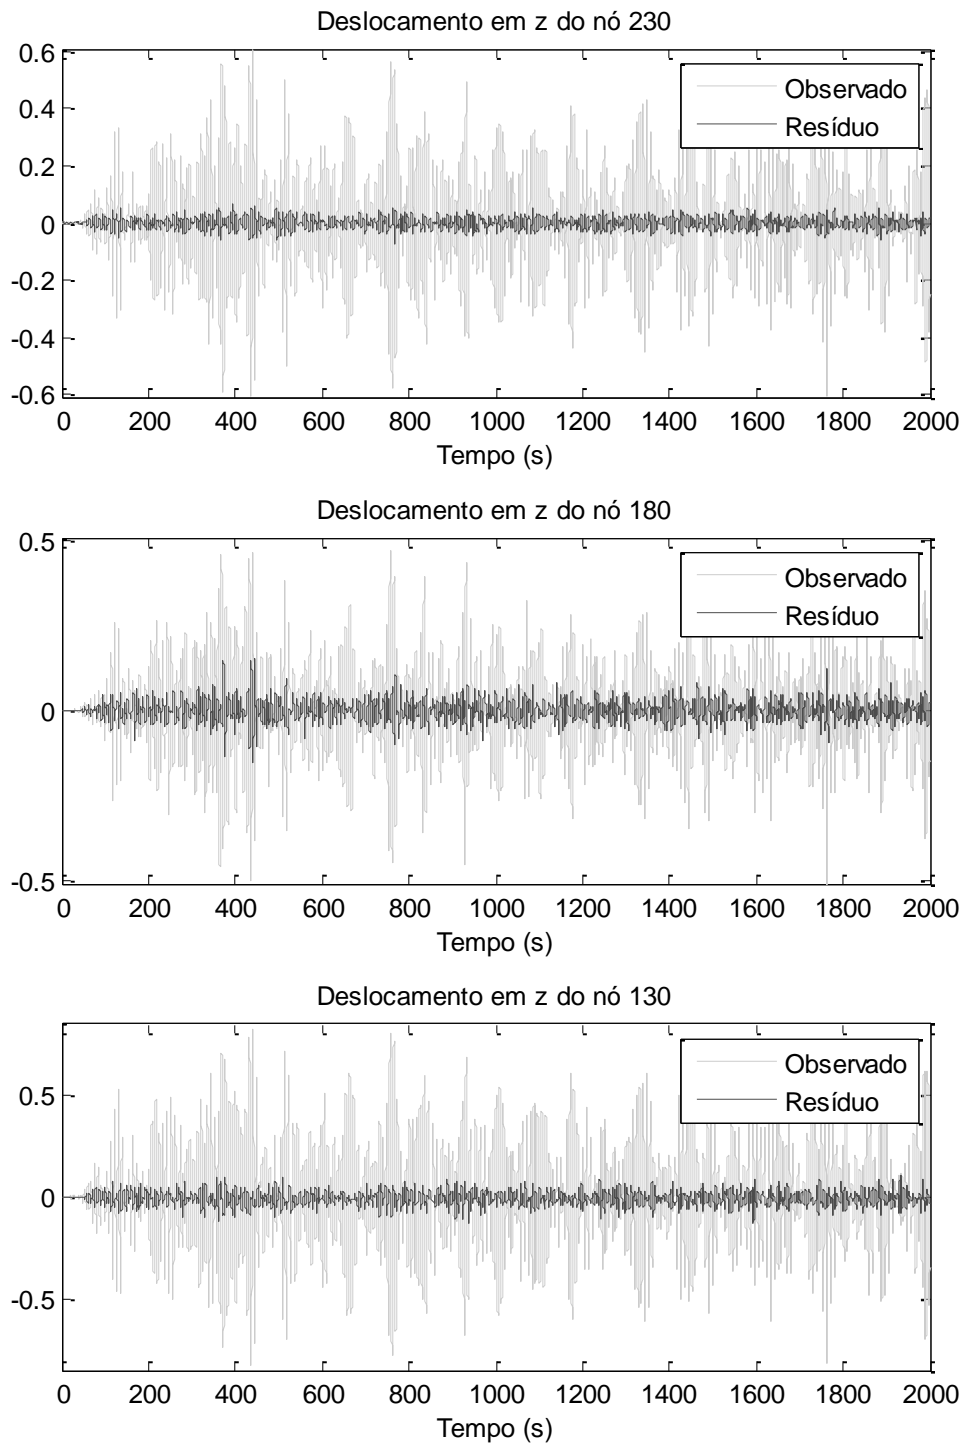 Deslocamento em z do nó 230
0.6
0.4
0.2
0
-0.2
-0.4
-0.6
Observado
Resíduo
0 200 400 600 800 1000 1200 1400 1600 1800 2000
Tempo (s)
Deslocamento em z do nó 180
0.5
0
-0.5
Observado
Resíduo
0 200 400 600 800 1000 1200 1400 1600 1800 2000
Tempo (s)
Deslocamento em z do nó 130
0.5
0
-0.5
Observado
Resíduo
0 200 400 600 800 1000 1200 1400 1600 1800 2000
Tempo (s)